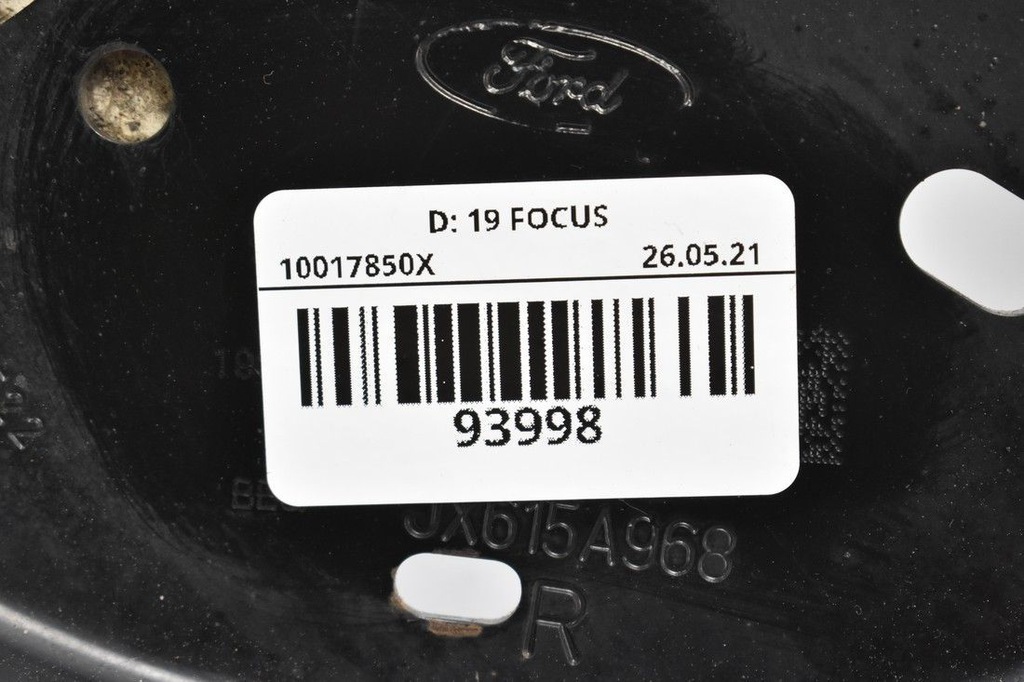 Ford
D: 19 FOCUS
10017850X 26.05.21
93998
JX615A968
R